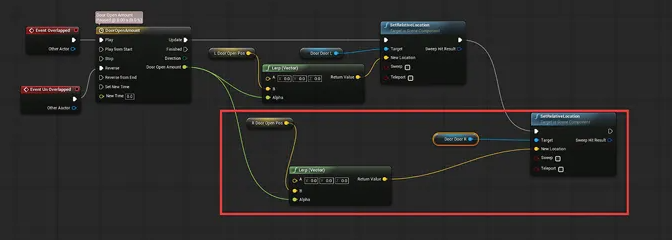 Door Open Amount
Event Overlapped
Other Actor
DoorOpenAmount
Play
Update
Play from Start
Finished
Stop
Direction
Reverse
Door Open Amount
Reverse from End
Set New Time
New Time 0.0
Event Un Overlapped
Other Actor
L Door Open Pos
Door Door L
Lerp (Vector)
A X 0.0 Y 0.0 Z 0.0
Return Value
B
Alpha
SetRelativeLocation
Target is Scene Component
Target
Sweep Hit Result
New Location
Sweep
Teleport
R Door Open Pos
Door Door R
Lerp (Vector)
A X 0.0 Y 0.0 Z 0.0
Return Value
B
Alpha
SetRelativeLocation
Target is Scene Component
Target
Sweep Hit Result
New Location
Sweep
Teleport